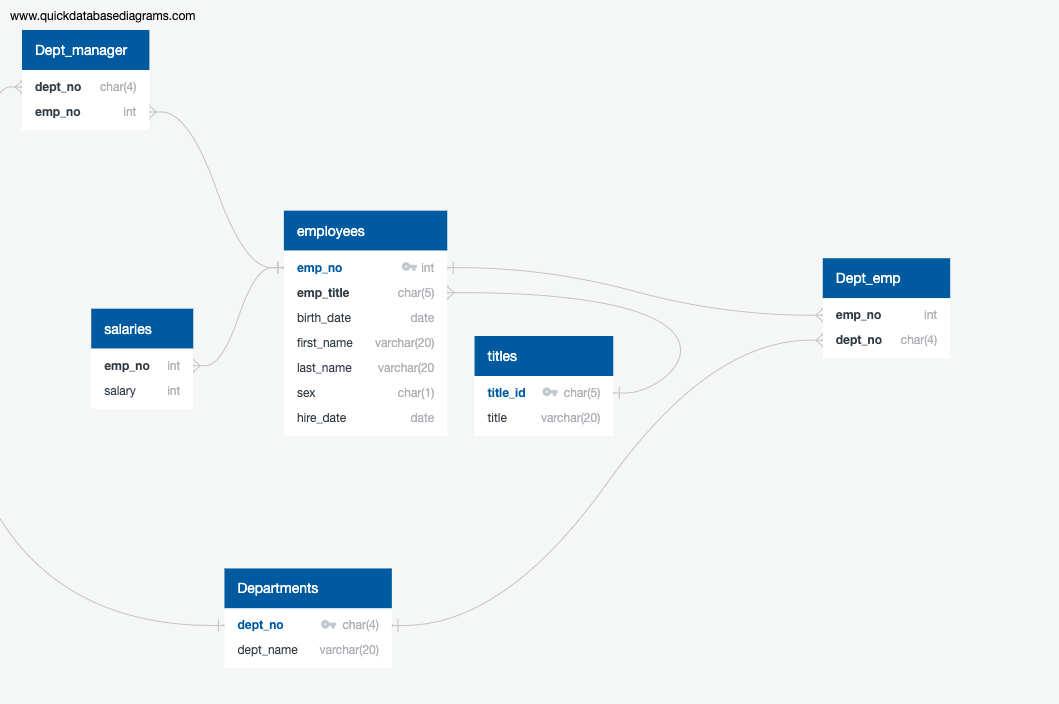 www.quickdatabasediagrams.com
Dept_manager
dept_no char(4)
emp_no int
employees
emp_no int
emp_title char(5)
birth_date date
first_name varchar(20)
last_name varchar(20
sex char(1)
hire_date date
Dept_emp
emp_no int
dept_no char(4)
salaries
emp_no int
salary int
titles
title_id char(5)
title varchar(20)
Departments
dept_no char(4)
dept_name varchar(20)